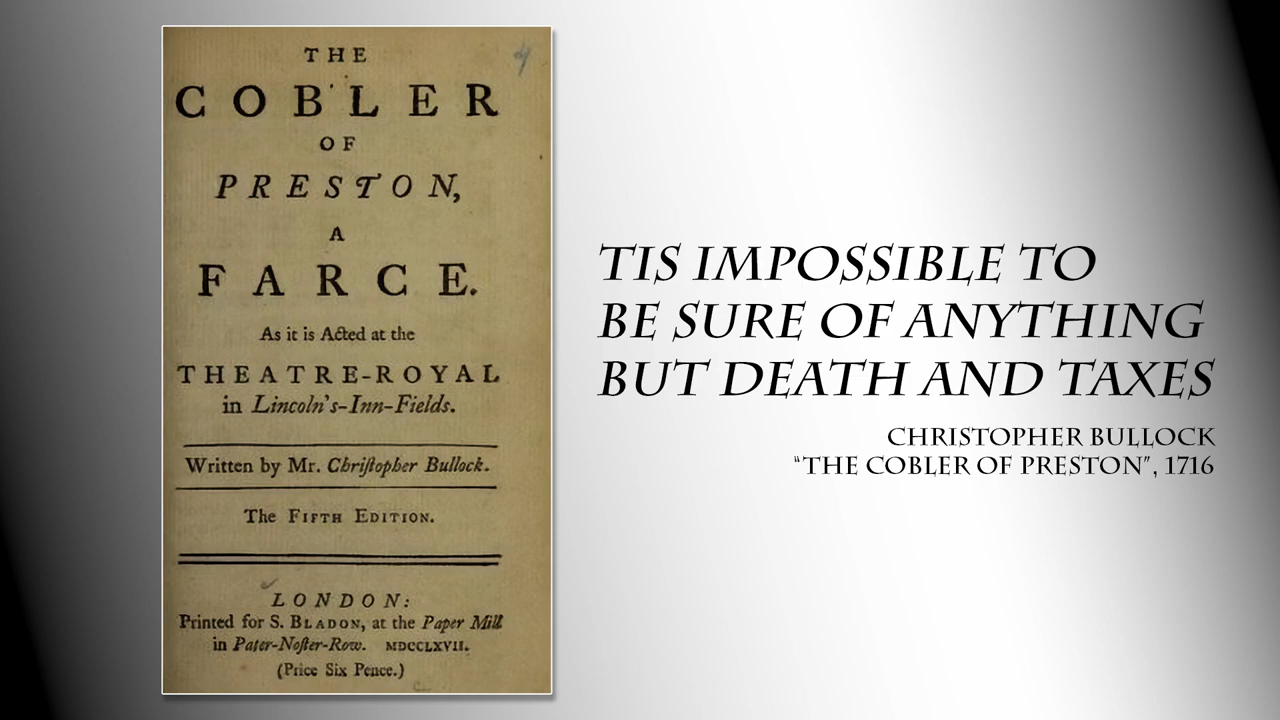 THE
COBLER
OF
PRESTON,
A
FARCE.
As it is Acted at the
THEATRE-ROYAL
in Lincoln's-Inn-Fields.
Written by Mr. Chriſtopher Bullock.
The FIFTH EDITION.
LONDON:
Printed for S. BLADON, at the Paper Mill
in Pater-Noſter-Row. MDCCLXVII.
(Price Six Pence.)
TIS IMPOSSIBLE TO
BE SURE OF ANYTHING
BUT DEATH AND TAXES
CHRISTOPHER BULLOCK
"THE COBLER OF PRESTON", 1716